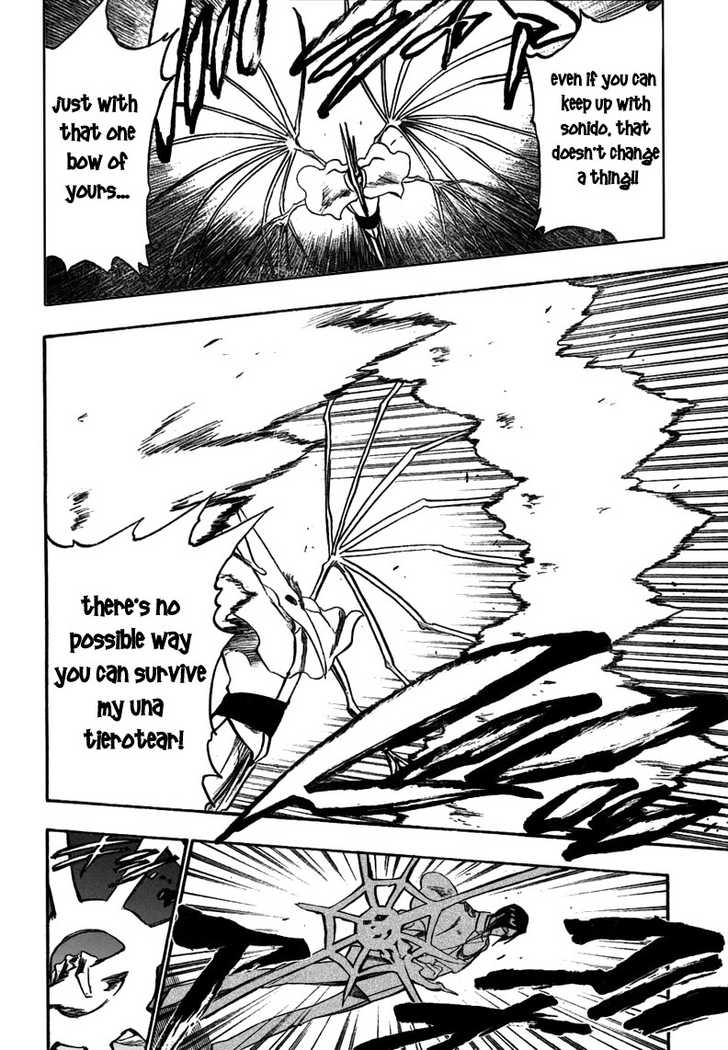 even if you can
keep up with
sonido, that
doesn't change
a thing!!
just with
that one
bow of
yours...
there's no
possible way
you can survive
my una
tierotear!